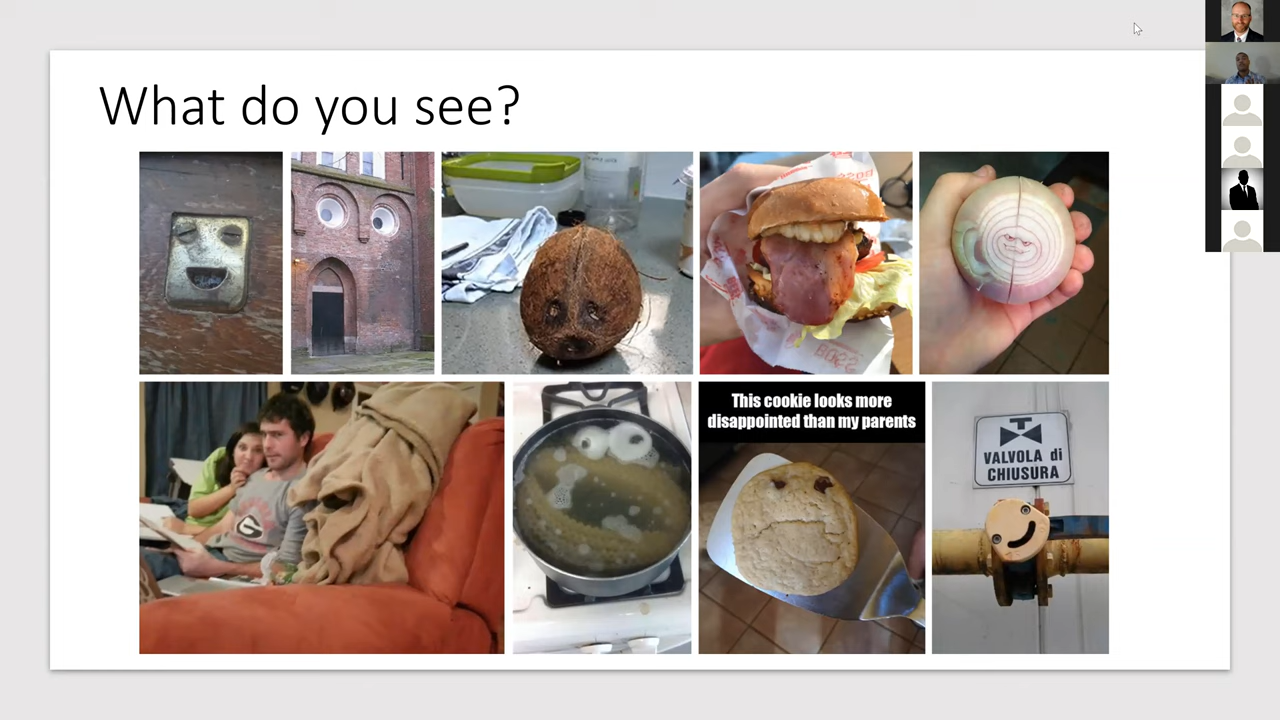 What do you see?
This cookie looks more
disappointed than my parents
VALVOLA di
CHIUSURA
G